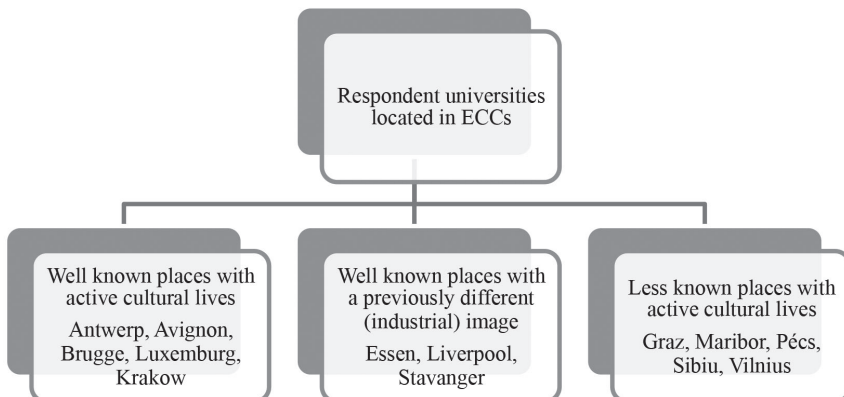 Respondent universities
located in ECCs
Well known places with
active cultural lives
Antwerp, Avignon,
Brugge, Luxemburg,
Krakow
Well known places with
a previously different
(industrial) image
Essen, Liverpool,
Stavanger
Less known places with
active cultural lives
Graz, Maribor, Pécs,
Sibiu, Vilnius